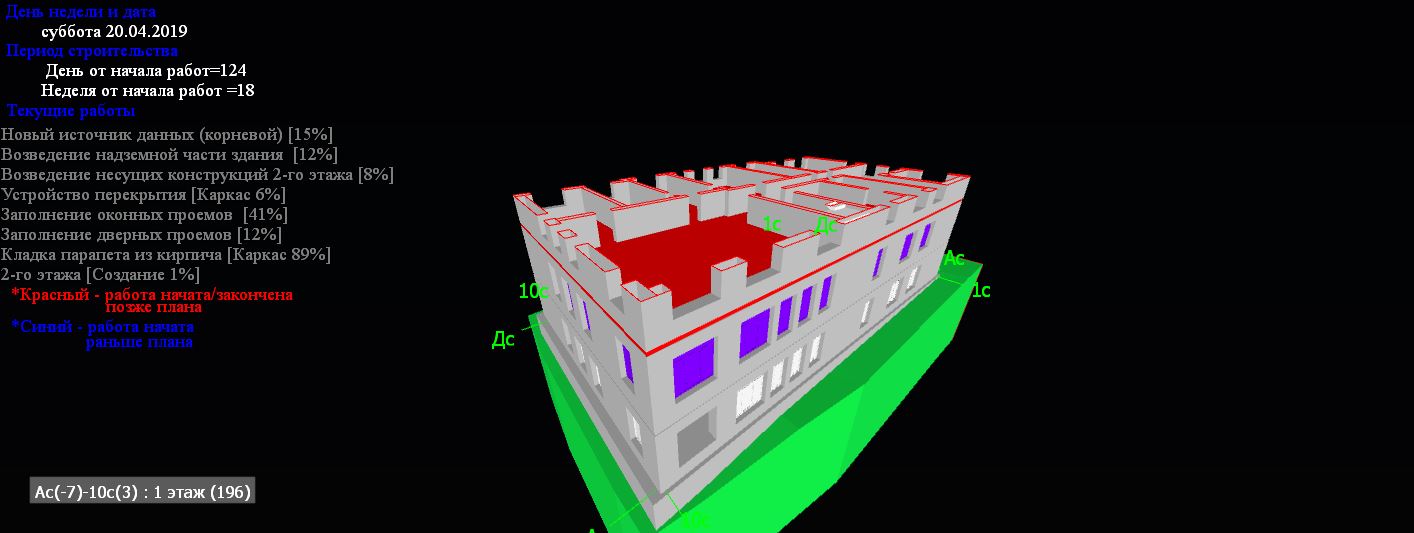 День недели и дата
суббота 20.04.2019
Период строительства
День от начала работ=124
Неделя от начала работ =18
Текущие работы
Новый источник данных (корневой) [15%]
Возведение надземной части здания  [12%]
Возведение несущих конструкций 2-го этажа [8%]
Устройство перекрытия [Каркас 6%]
Заполнение оконных проемов  [41%]
Заполнение дверных проемов [12%]
Кладка парапета из кирпича [Каркас 89%]
2-го этажа [Создание 1%]
*Красный - работа начата/закончена
позже плана
*Синий - работа начата
раньше плана
1с Дс
Ас
10с
1с
Дс
Ас(-7)-10с(3) : 1 этаж (196)
10с